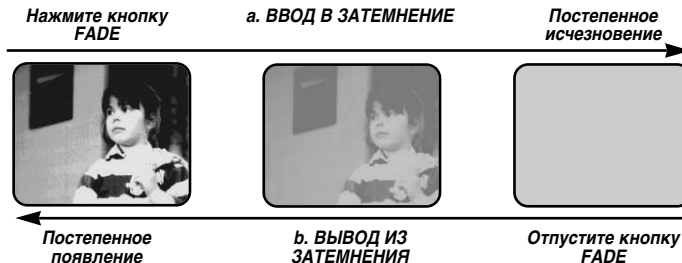 Нажмите кнопку
FADE
a. ВВОД В ЗАТЕМНЕНИЕ
Постепенное
исчезновение
Постепенное
появление
b. ВЫВОД ИЗ
ЗАТЕМНЕНИЯ
Отпустите кнопку
FADE